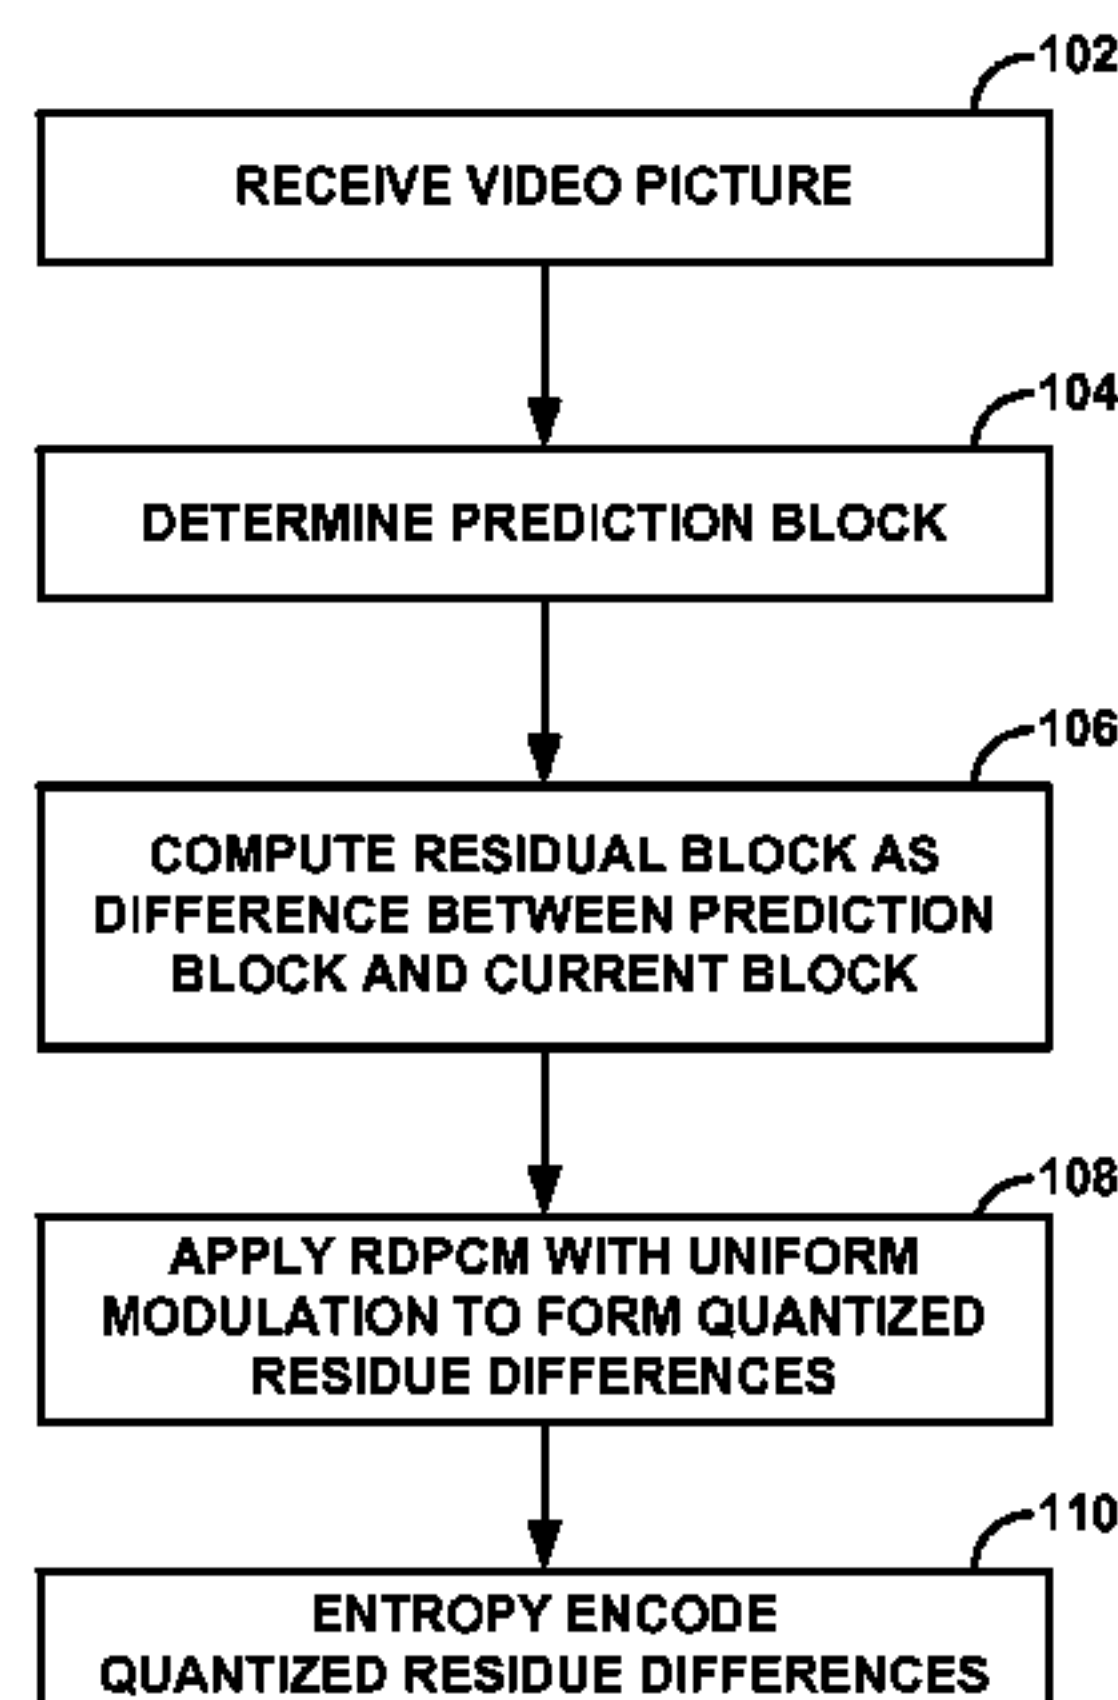 102
RECEIVE VIDEO PICTURE
104
DETERMINE PREDICTION BLOCK
106
COMPUTE RESIDUAL BLOCK AS
DIFFERENCE BETWEEN PREDICTION
BLOCK AND CURRENT BLOCK
108
APPLY RDPCM WITH UNIFORM
MODULATION TO FORM QUANTIZED
RESIDUE DIFFERENCES
110
ENTROPY ENCODE
QUANTIZED RESIDUE DIFFERENCES